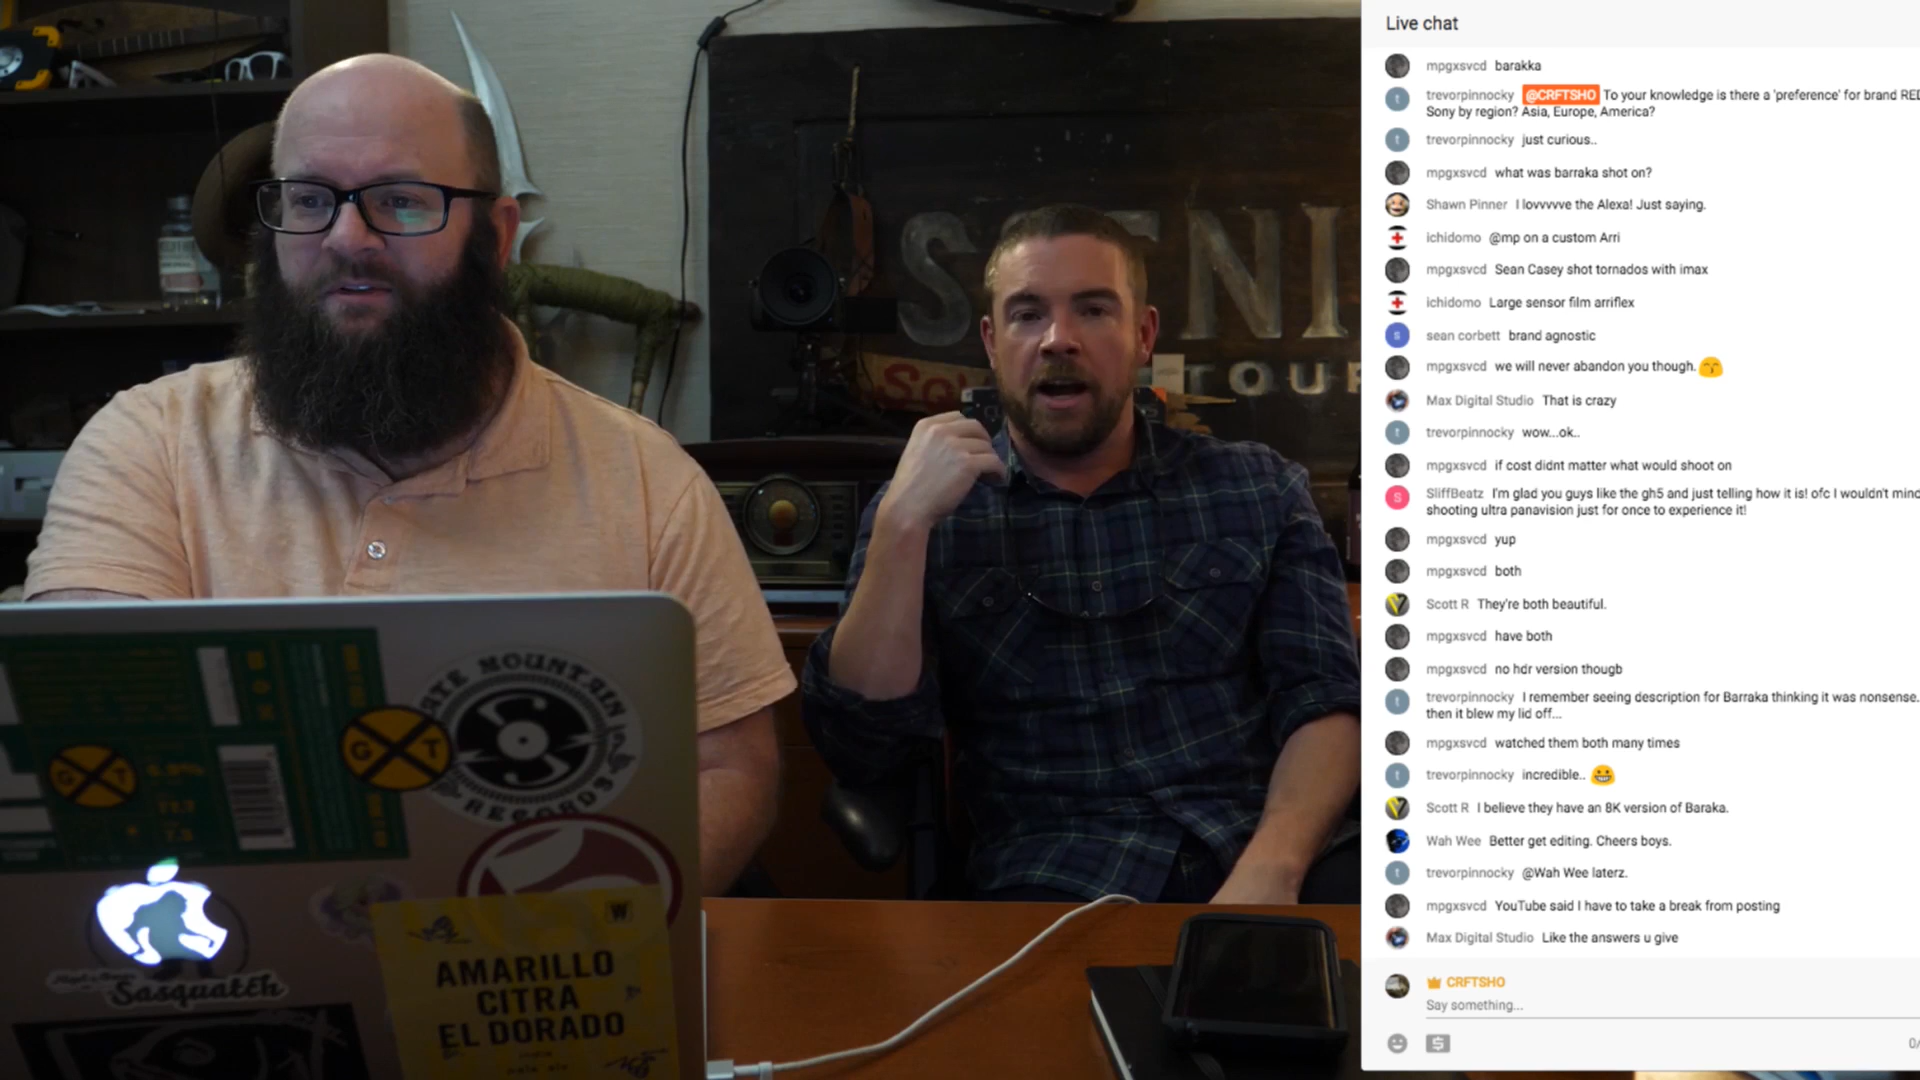 Live chat
mpgxsvcd barakka
trevorpinnocky @CRFTSHO To your knowledge is there a 'preference' for brand RED
Sony by region? Asia, Europe, America?
trevorpinnocky just curious..
mpgxsvcd what was barraka shot on?
Shawn Pinner I lovvvvve the Alexa! Just saying.
ichidomo @mp on a custom Arri
mpgxsvcd Sean Casey shot tornados with imax
ichidomo Large sensor film arriflex
sean corbett brand agnostic
mpgxsvcd we will never abandon you though.
Max Digital Studio That is crazy
trevorpinnocky wow...ok..
mpgxsvcd if cost didnt matter what would shoot on
SliffBeatz I'm glad you guys like the gh5 and just telling how it is! ofc I wouldn't mind
shooting ultra panavision just for once to experience it!
mpgxsvcd yup
mpgxsvcd both
Scott R They're both beautiful.
mpgxsvcd have both
mpgxsvcd no hdr version thougb
trevorpinnocky I remember seeing description for Barraka thinking it was nonsense.
then it blew my lid off...
mpgxsvcd watched them both many times
trevorpinnocky incredible..
Scott R I believe they have an 8K version of Baraka.
Wah Wee Better get editing. Cheers boys.
trevorpinnocky @Wah Wee laterz.
mpgxsvcd YouTube said I have to take a break from posting
Max Digital Studio Like the answers u give
CRFTSHO
Say something...
0/
S ENI
TOUR
MOUNTAIN
RECORDS
G T
G T
Sasquatch
W
AMARILLO
CITRA
EL DORADO